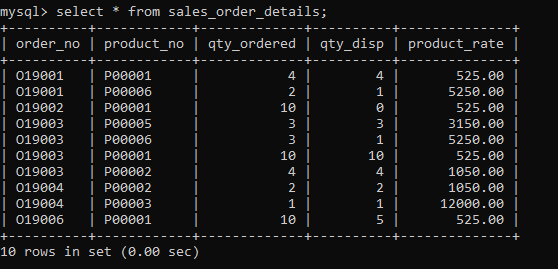 mysql> select * from sales_order_details;
+----------+------------+-------------+----------+--------------+
| order_no | product_no | qty_ordered | qty_disp | product_rate |
+----------+------------+-------------+----------+--------------+
| O19001   | P00001     |           4 |        4 |       525.00 |
| O19001   | P00006     |           2 |        1 |      5250.00 |
| O19002   | P00001     |          10 |        0 |       525.00 |
| O19003   | P00005     |           3 |        3 |      3150.00 |
| O19003   | P00006     |           3 |        1 |      5250.00 |
| O19003   | P00001     |          10 |       10 |       525.00 |
| O19003   | P00002     |           4 |        4 |      1050.00 |
| O19004   | P00002     |           2 |        2 |      1050.00 |
| O19004   | P00003     |           1 |        1 |     12000.00 |
| O19006   | P00001     |          10 |        5 |       525.00 |
+----------+------------+-------------+----------+--------------+
10 rows in set (0.00 sec)